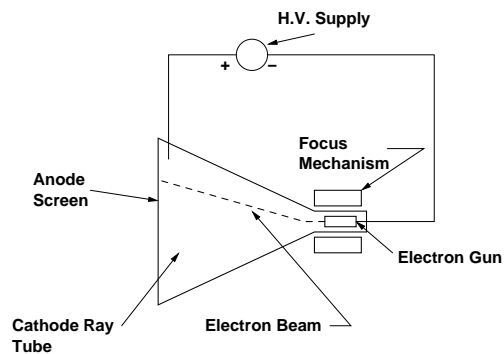 H.V. Supply
+ −
Focus
Mechanism
Anode
Screen
Electron Gun
Cathode Ray
Tube
Electron Beam